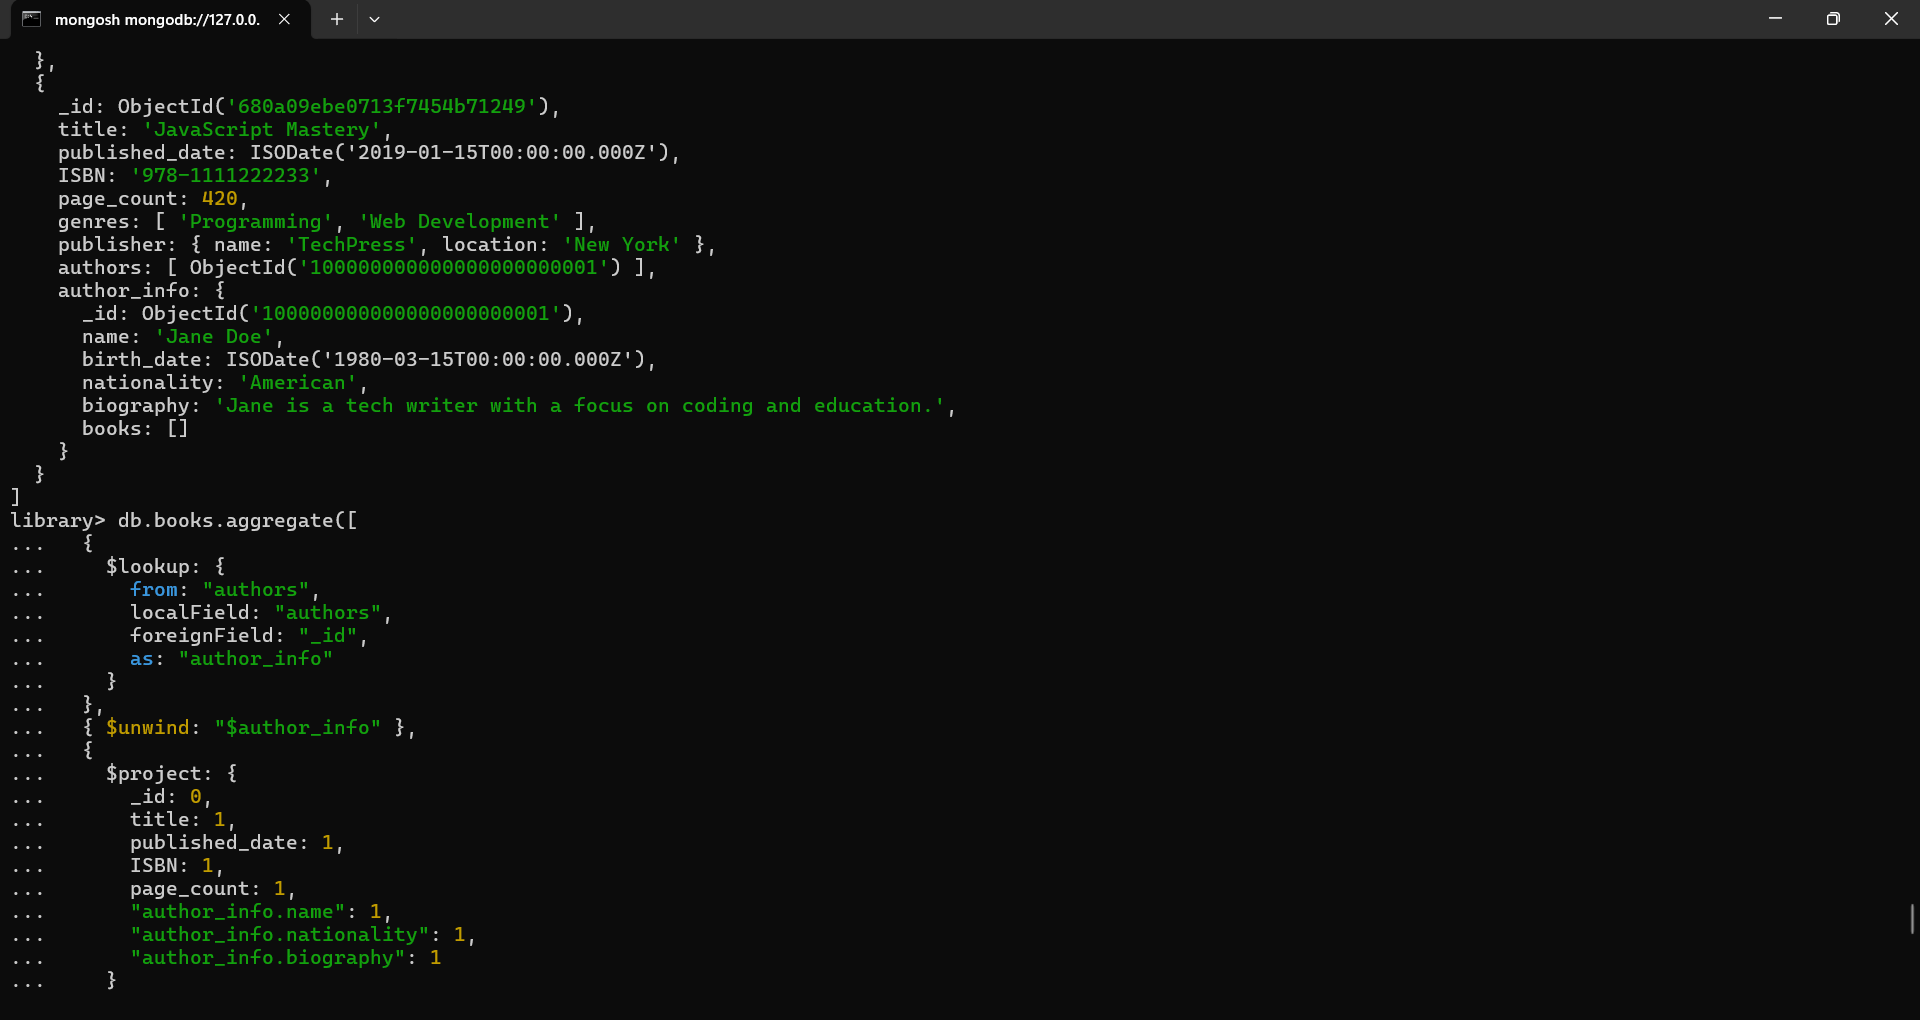 mongosh mongodb://127.0.0.
  },
  {
    _id: ObjectId('680a09ebe0713f7454b71249'),
    title: 'JavaScript Mastery',
    published_date: ISODate('2019-01-15T00:00:00.000Z'),
    ISBN: '978-1111222233',
    page_count: 420,
    genres: [ 'Programming', 'Web Development' ],
    publisher: { name: 'TechPress', location: 'New York' },
    authors: [ ObjectId('100000000000000000000001') ],
    author_info: {
      _id: ObjectId('100000000000000000000001'),
      name: 'Jane Doe',
      birth_date: ISODate('1980-03-15T00:00:00.000Z'),
      nationality: 'American',
      biography: 'Jane is a tech writer with a focus on coding and education.',
      books: []
    }
  }
]
library> db.books.aggregate([
...   {
...     $lookup: {
...       from: "authors",
...       localField: "authors",
...       foreignField: "_id",
...       as: "author_info"
...     }
...   },
...   { $unwind: "$author_info" },
...   {
...     $project: {
...       _id: 0,
...       title: 1,
...       published_date: 1,
...       ISBN: 1,
...       page_count: 1,
...       "author_info.name": 1,
...       "author_info.nationality": 1,
...       "author_info.biography": 1
...     }